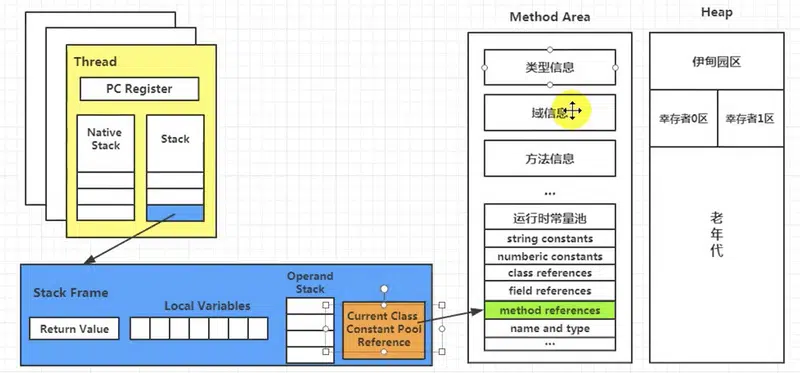 Thread
PC Register
Native
Stack
Stack
Stack Frame
Return Value
Local Variables
Operand
Stack
Current Class
Constant Pool
Reference
Method Area
类型信息
域信息
方法信息
...
运行时常量池
string constants
numberic constants
class references
field references
method references
name and type
...
Heap
伊甸园区
幸存者0区
幸存者1区
老
年
代